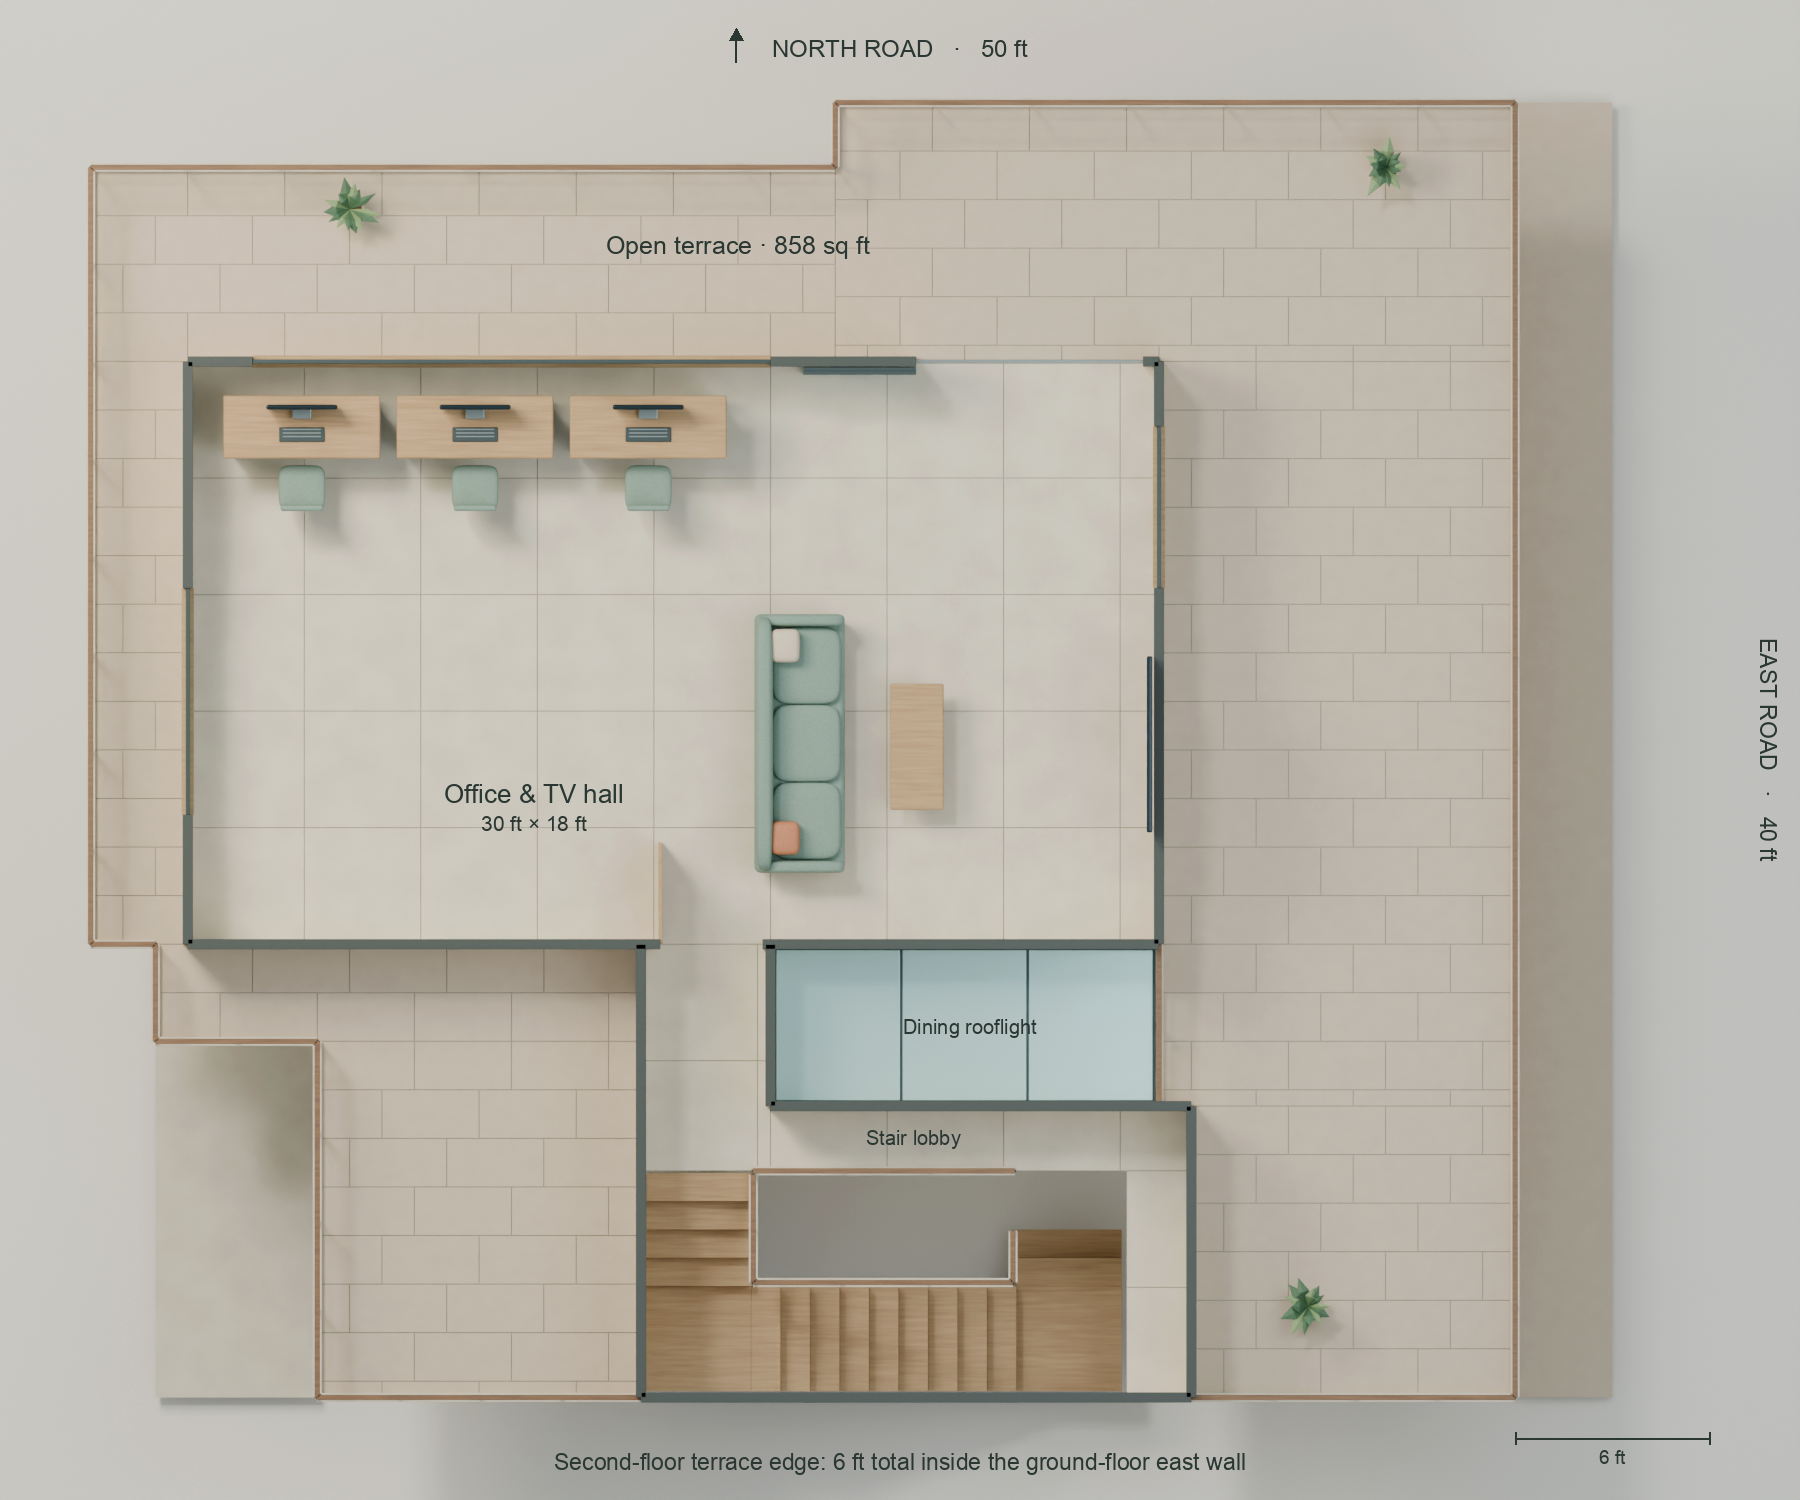 NORTH ROAD · 50 ft
Open terrace · 858 sq ft
EAST ROAD · 40 ft
Office & TV hall
30 ft × 18 ft
Dining rooflight
Stair lobby
6 ft
Second-floor terrace edge: 6 ft total inside the ground-floor east wall